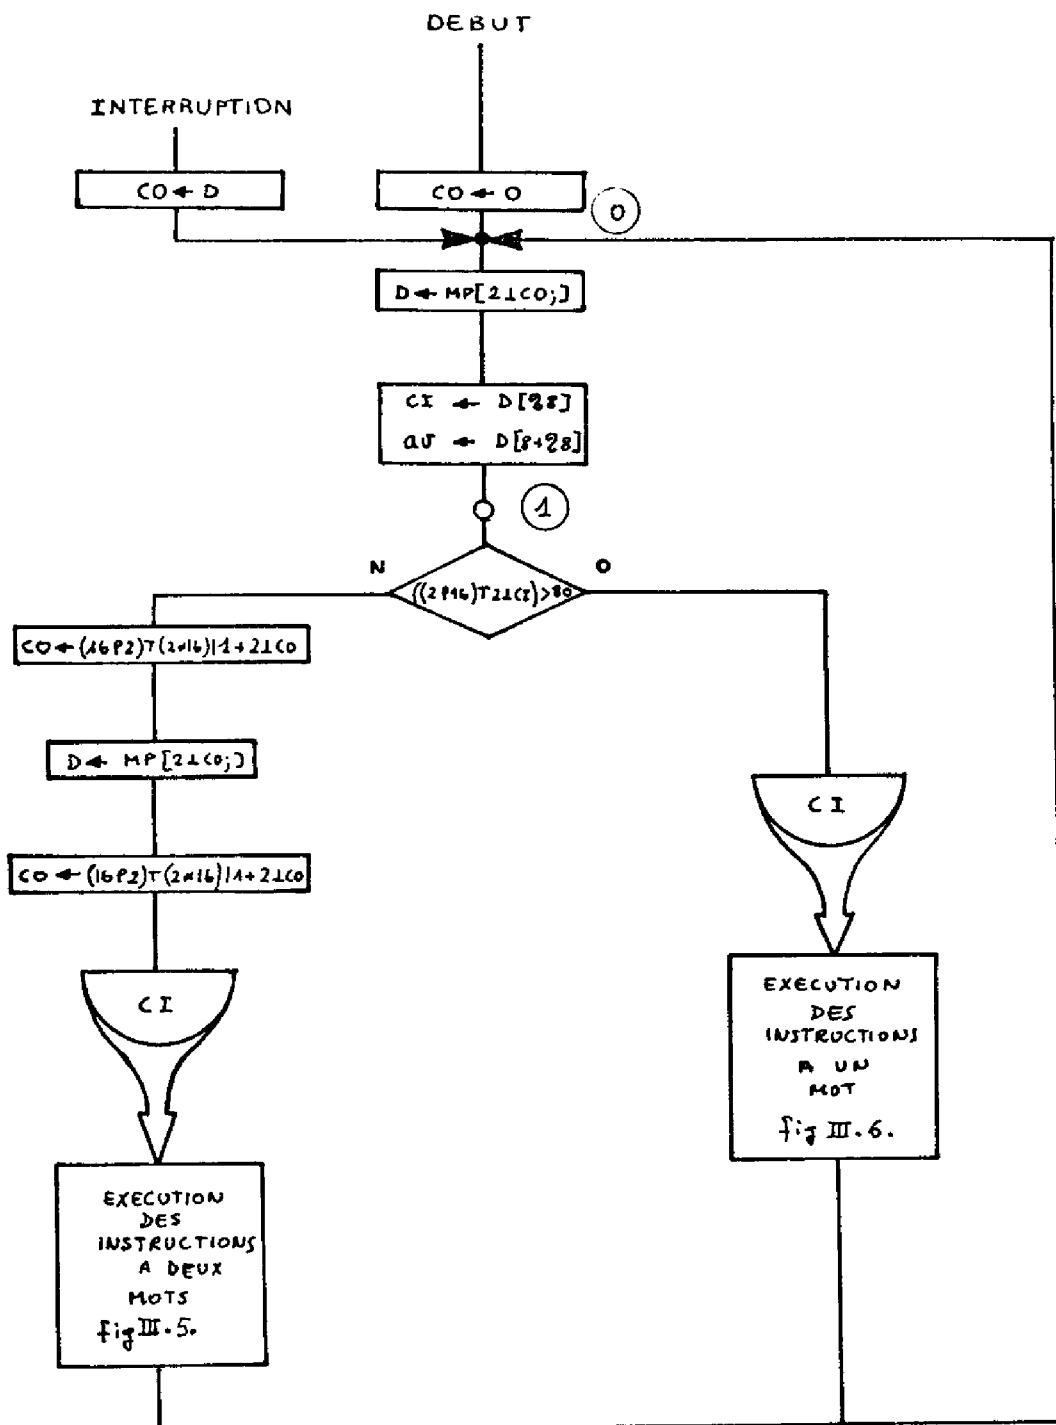 DEBUT
INTERRUPTION
CO ← D
CO ← O
0
D ← MP[2⊥CO;]
CI ← D[⍳8]
av ← D[8+⍳8]
1
N
O
((2⍴16)⊤2⊥CI)>80
CO ← (16⍴2)⊤(2*16)|1+2⊥CO
D ← MP[2⊥CO;]
CI
CO ← (16⍴2)⊤(2*16)|1+2⊥CO
EXECUTION
DES
INSTRUCTIONS
A UN
MOT
fig III.6.
CI
EXECUTION
DES
INSTRUCTIONS
A DEUX
MOTS
fig III.5.